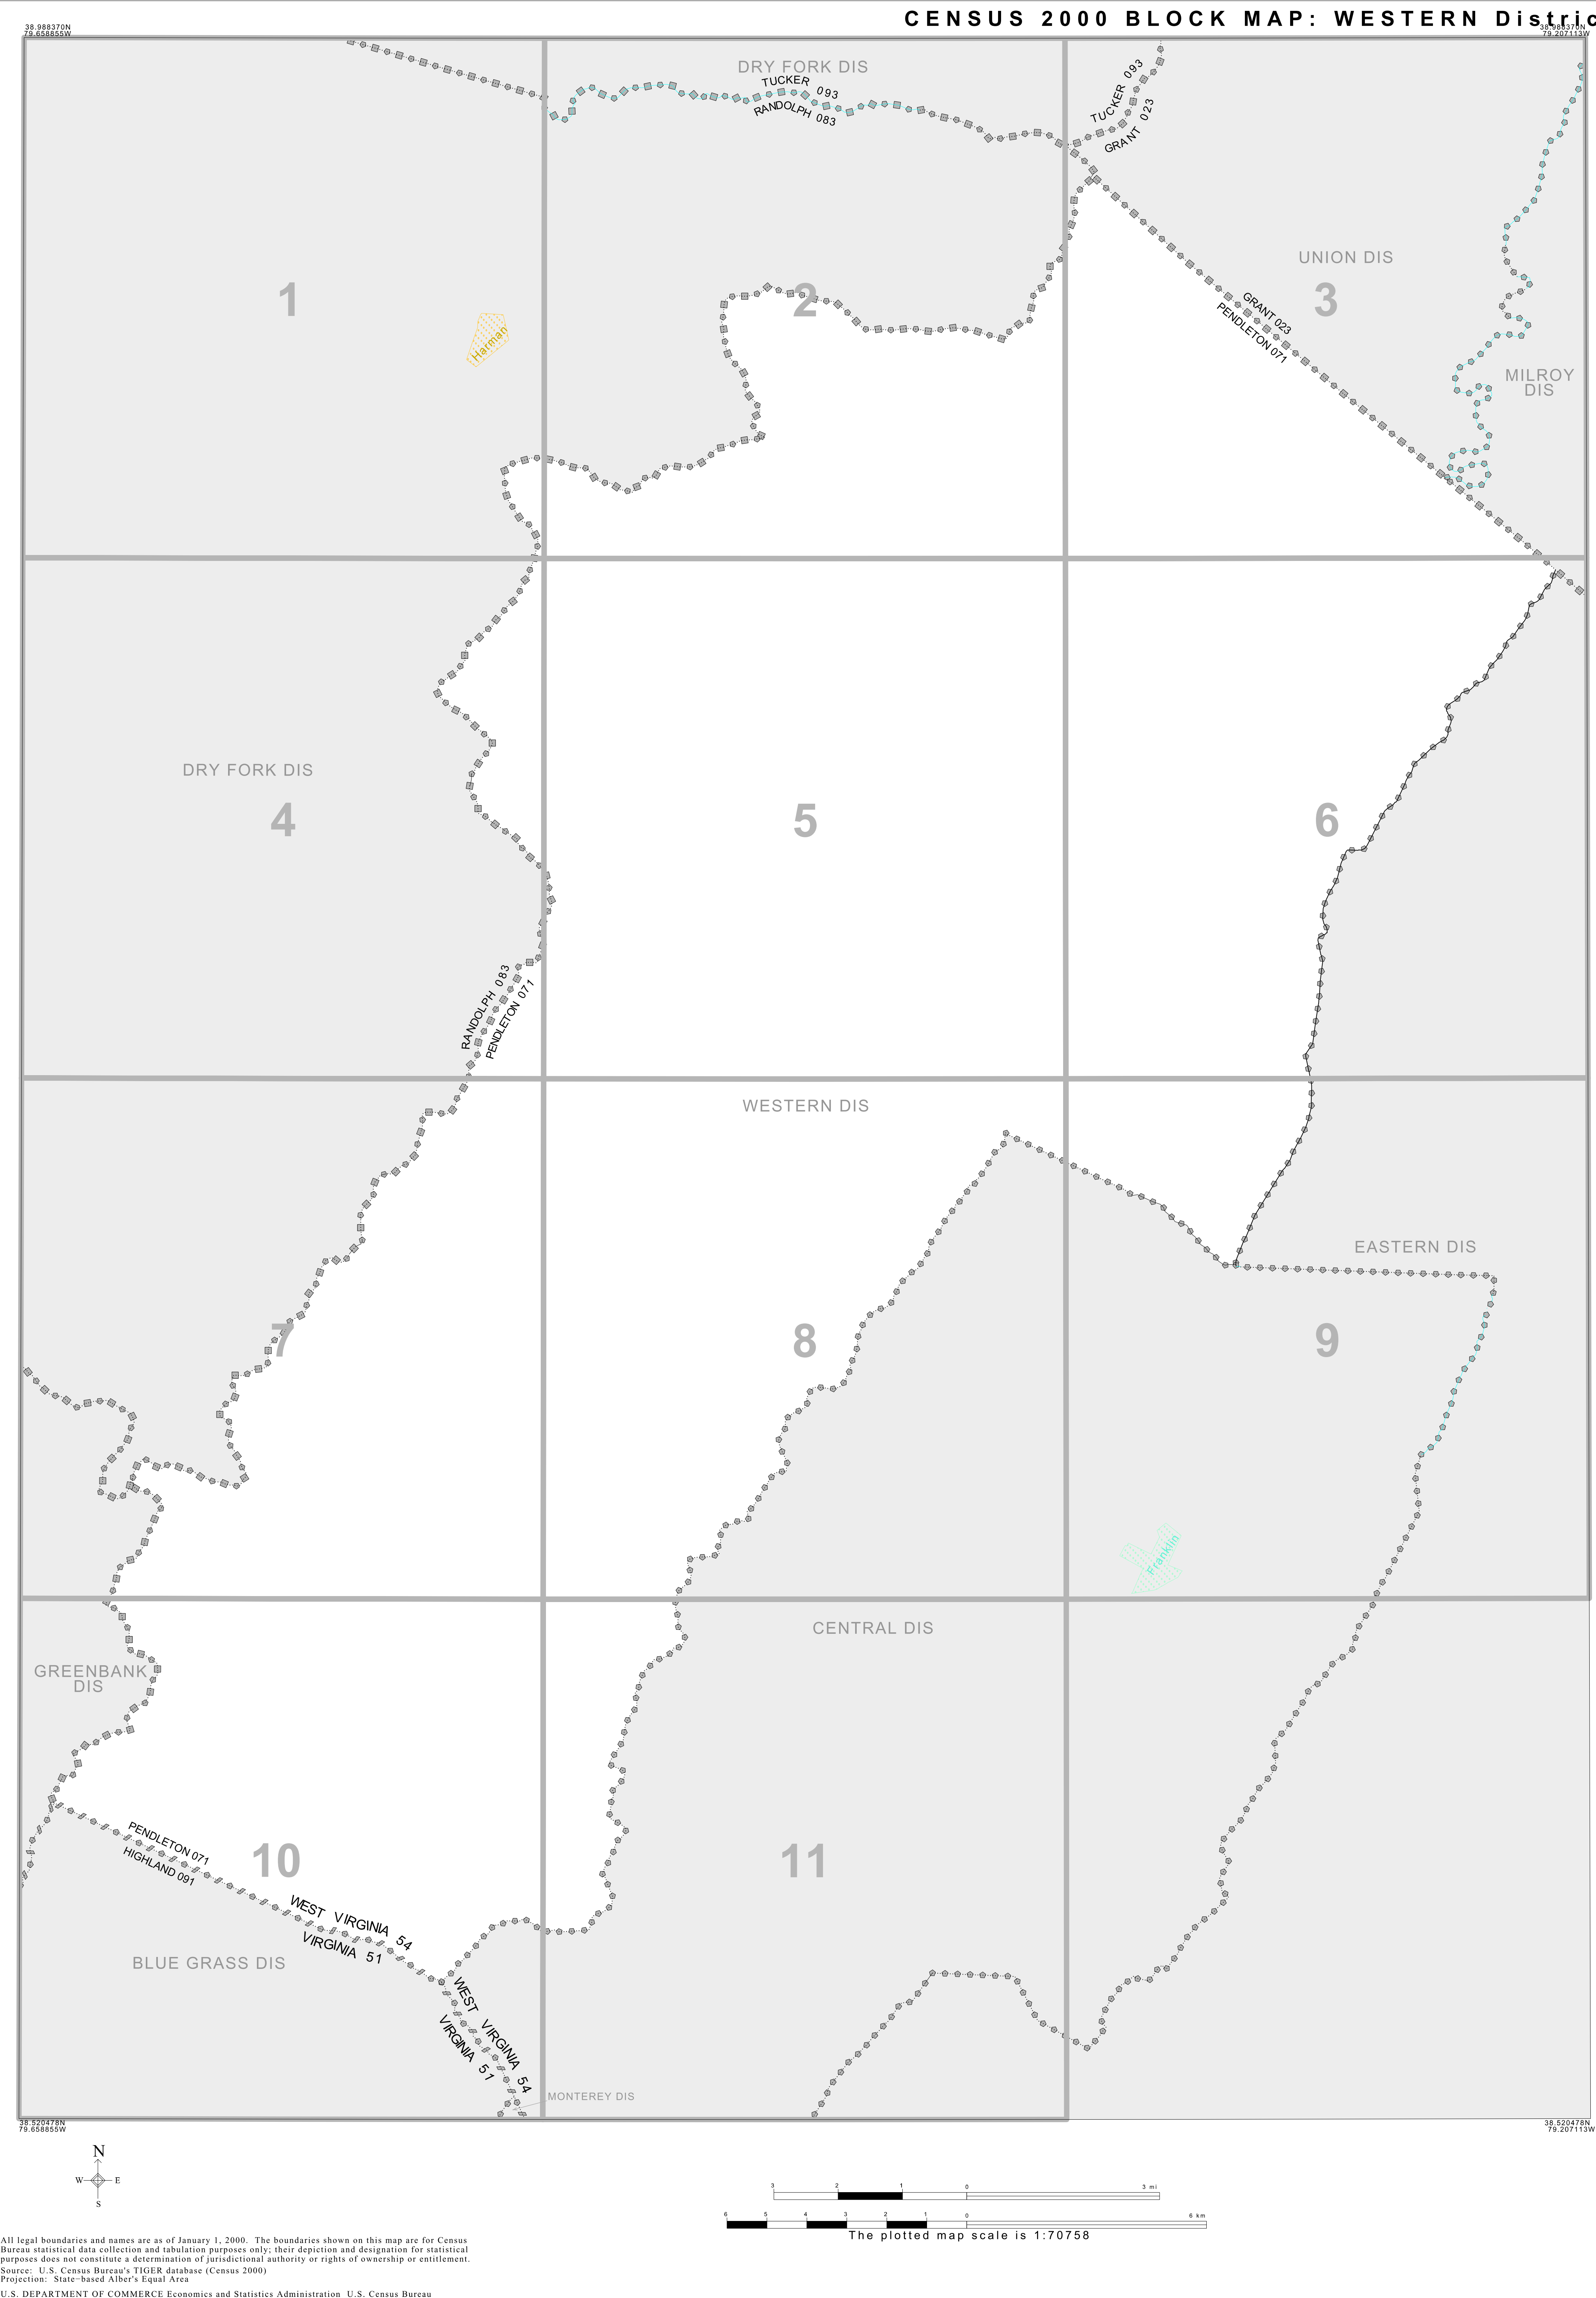 CENSUS 2000 BLOCK MAP: WESTERN Distric
38.988370N
79.658855W
38.988370N
79.207113W
DRY FORK DIS
TUCKER 093
RANDOLPH 083
TUCKER 093
GRANT 023
UNION DIS
1
2
3
GRANT 023
PENDLETON 071
Harman
MILROY
DIS
DRY FORK DIS
4
5
6
RANDOLPH 083
PENDLETON 071
WESTERN DIS
EASTERN DIS
7
8
9
Franklin
CENTRAL DIS
GREENBANK
DIS
PENDLETON 071
HIGHLAND 091
10
11
WEST VIRGINIA 54
VIRGINIA 51
BLUE GRASS DIS
WEST VIRGINIA 54
VIRGINIA 51
MONTEREY DIS
38.520478N
79.658855W
38.520478N
79.207113W
N
W E
S
3 2 1 0 3 mi
6 5 4 3 2 1 0 6 km
The plotted map scale is 1:70758
All legal boundaries and names are as of January 1, 2000. The boundaries shown on this map are for Census
Bureau statistical data collection and tabulation purposes only; their depiction and designation for statistical
purposes does not constitute a determination of jurisdictional authority or rights of ownership or entitlement.
Source: U.S. Census Bureau's TIGER database (Census 2000)
Projection: State−based Alber's Equal Area
U.S. DEPARTMENT OF COMMERCE Economics and Statistics Administration U.S. Census Bureau